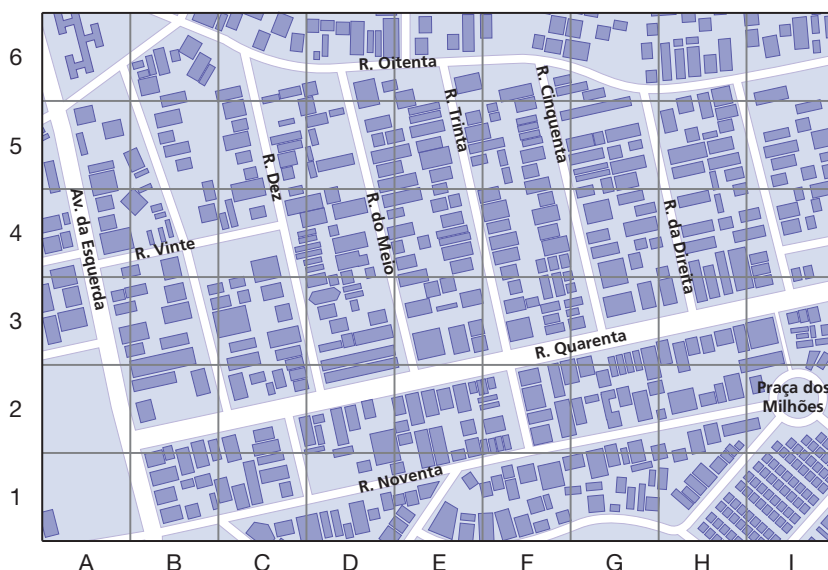 6
R. Oitenta
R. Trinta
R. Cinquenta
5
R. Dez
Av. da Esquerda
R. do Meio
R. da Direita
4
R. Vinte
3
R. Quarenta
Praça dos
Milhões
2
R. Noventa
1
A B C D E F G H I